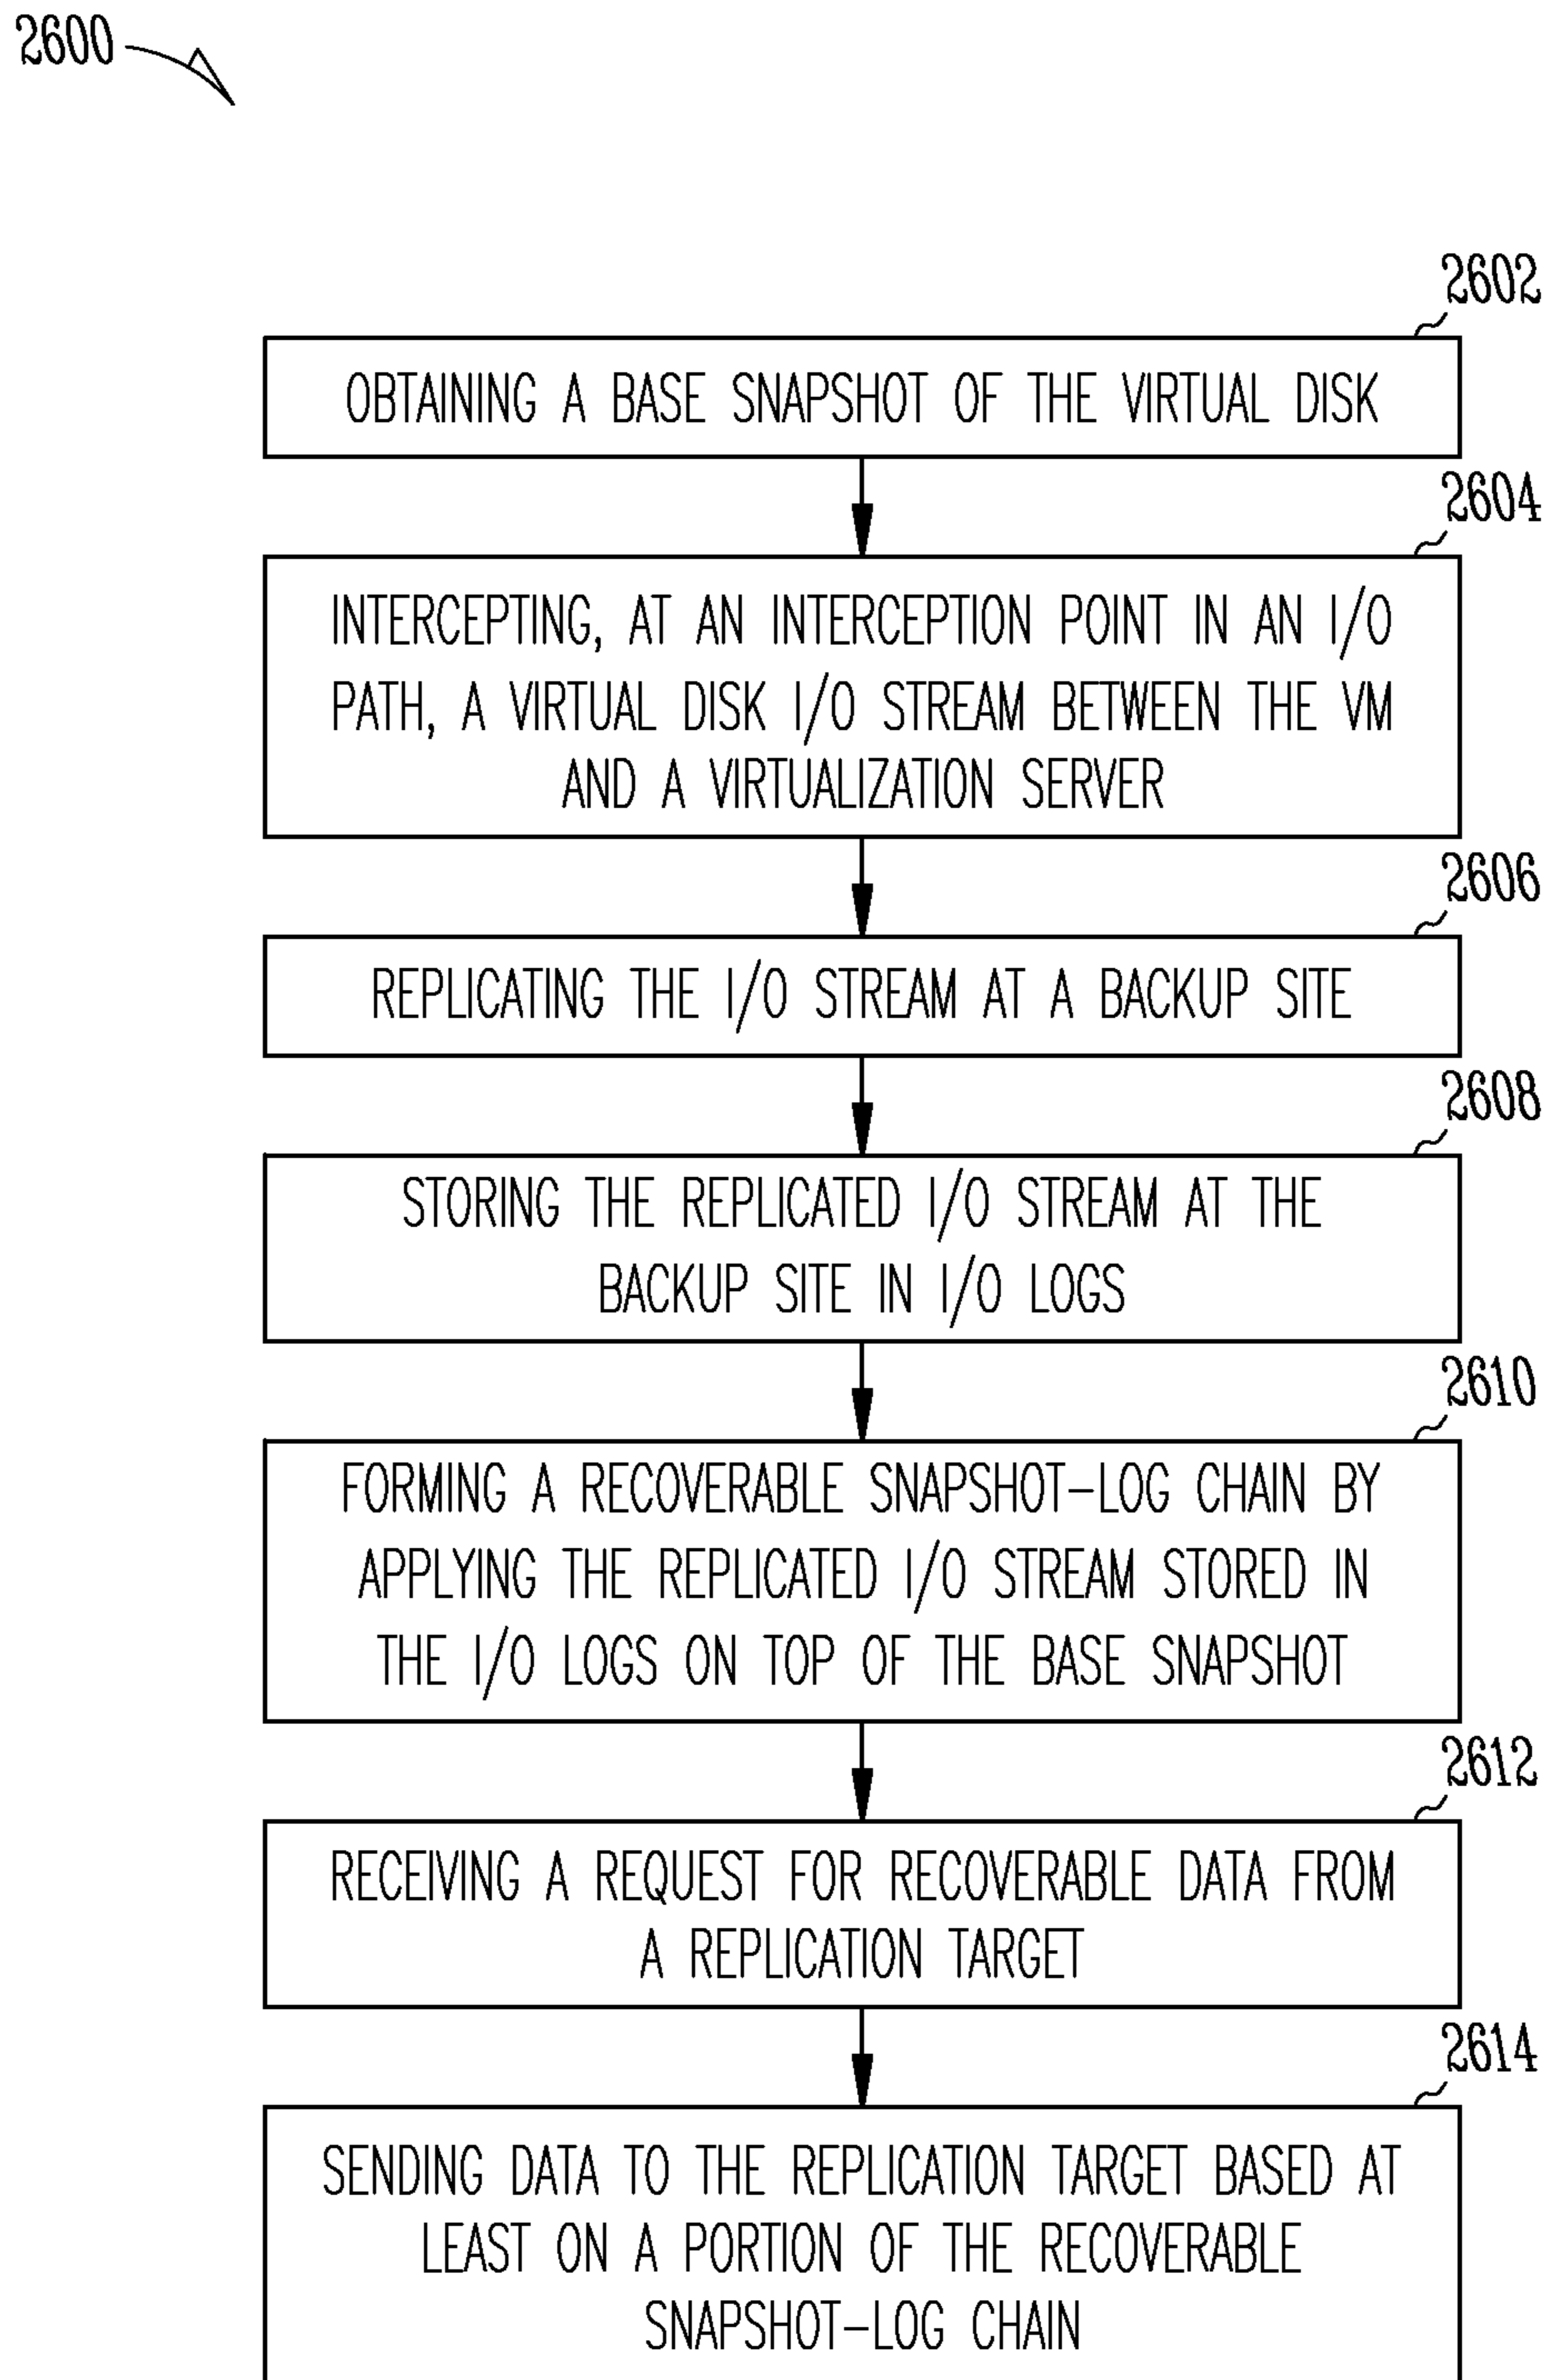 2600
2602
OBTAINING A BASE SNAPSHOT OF THE VIRTUAL DISK
2604
INTERCEPTING, AT AN INTERCEPTION POINT IN AN I/O
PATH, A VIRTUAL DISK I/O STREAM BETWEEN THE VM
AND A VIRTUALIZATION SERVER
2606
REPLICATING THE I/O STREAM AT A BACKUP SITE
2608
STORING THE REPLICATED I/O STREAM AT THE
BACKUP SITE IN I/O LOGS
2610
FORMING A RECOVERABLE SNAPSHOT-LOG CHAIN BY
APPLYING THE REPLICATED I/O STREAM STORED IN
THE I/O LOGS ON TOP OF THE BASE SNAPSHOT
2612
RECEIVING A REQUEST FOR RECOVERABLE DATA FROM
A REPLICATION TARGET
2614
SENDING DATA TO THE REPLICATION TARGET BASED AT
LEAST ON A PORTION OF THE RECOVERABLE
SNAPSHOT-LOG CHAIN